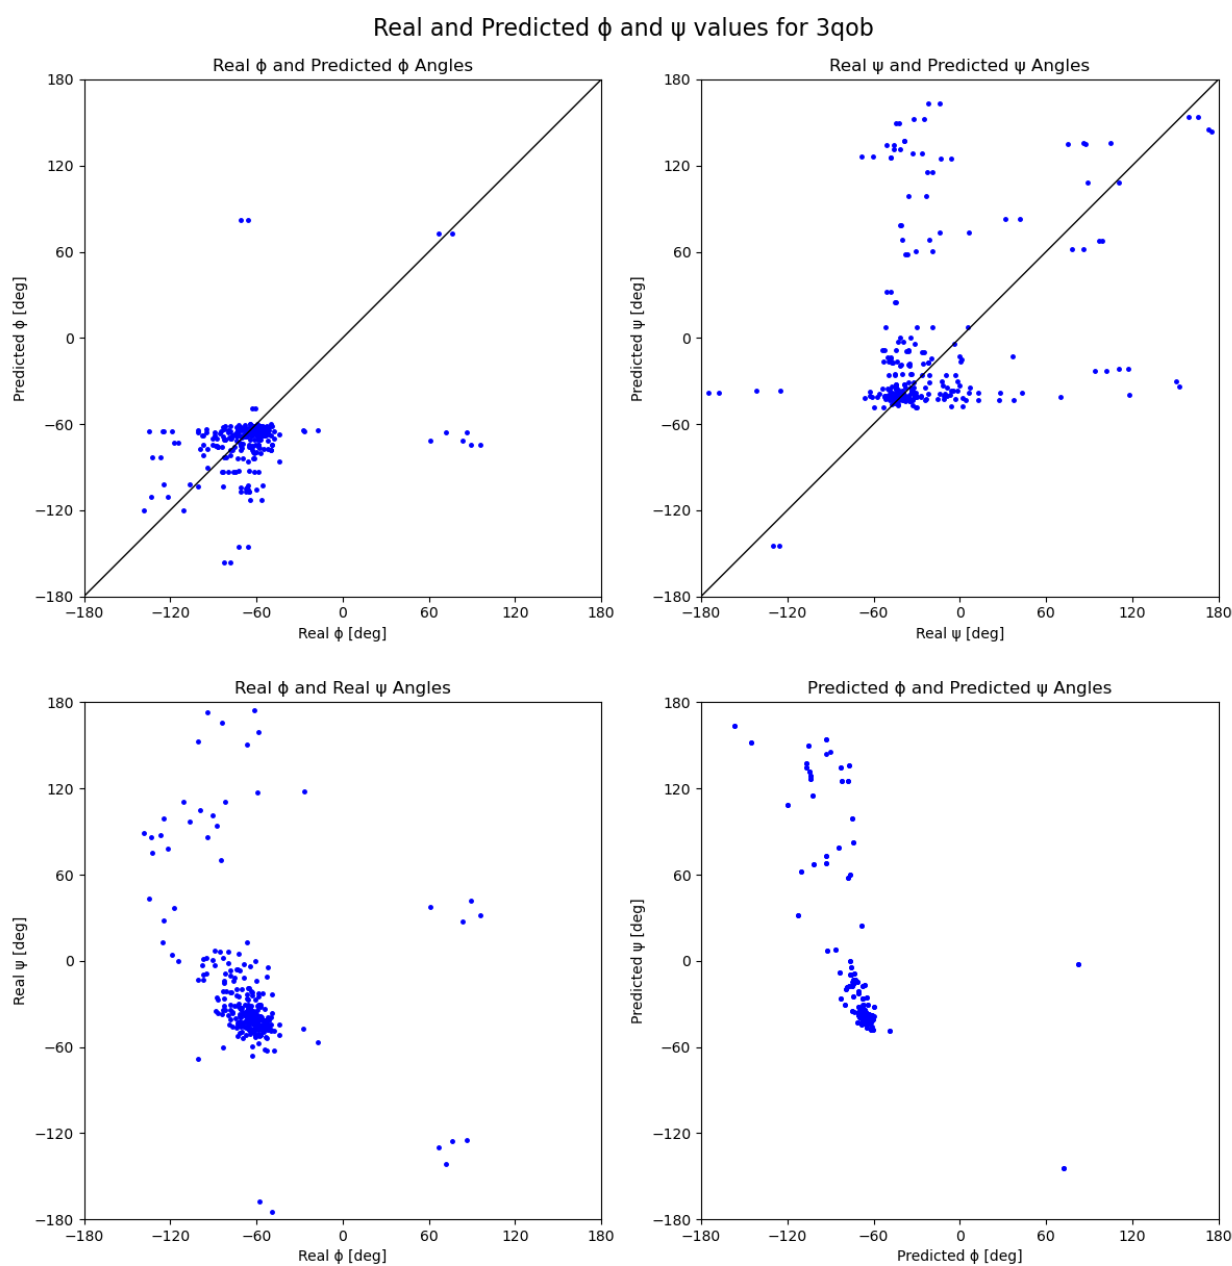 Real and Predicted ϕ and ψ values for 3qob
Real ϕ and Predicted ϕ Angles
180
120
60
0
−60
−120
−180
Predicted ϕ [deg]
−180 −120 −60 0 60 120 180
Real ϕ [deg]
Real ψ and Predicted ψ Angles
180
120
60
0
−60
−120
−180
Predicted ψ [deg]
−180 −120 −60 0 60 120 180
Real ψ [deg]
Real ϕ and Real ψ Angles
180
120
60
0
−60
−120
−180
Real ψ [deg]
−180 −120 −60 0 60 120 180
Real ϕ [deg]
Predicted ϕ and Predicted ψ Angles
180
120
60
0
−60
−120
−180
Predicted ψ [deg]
−180 −120 −60 0 60 120 180
Predicted ϕ [deg]